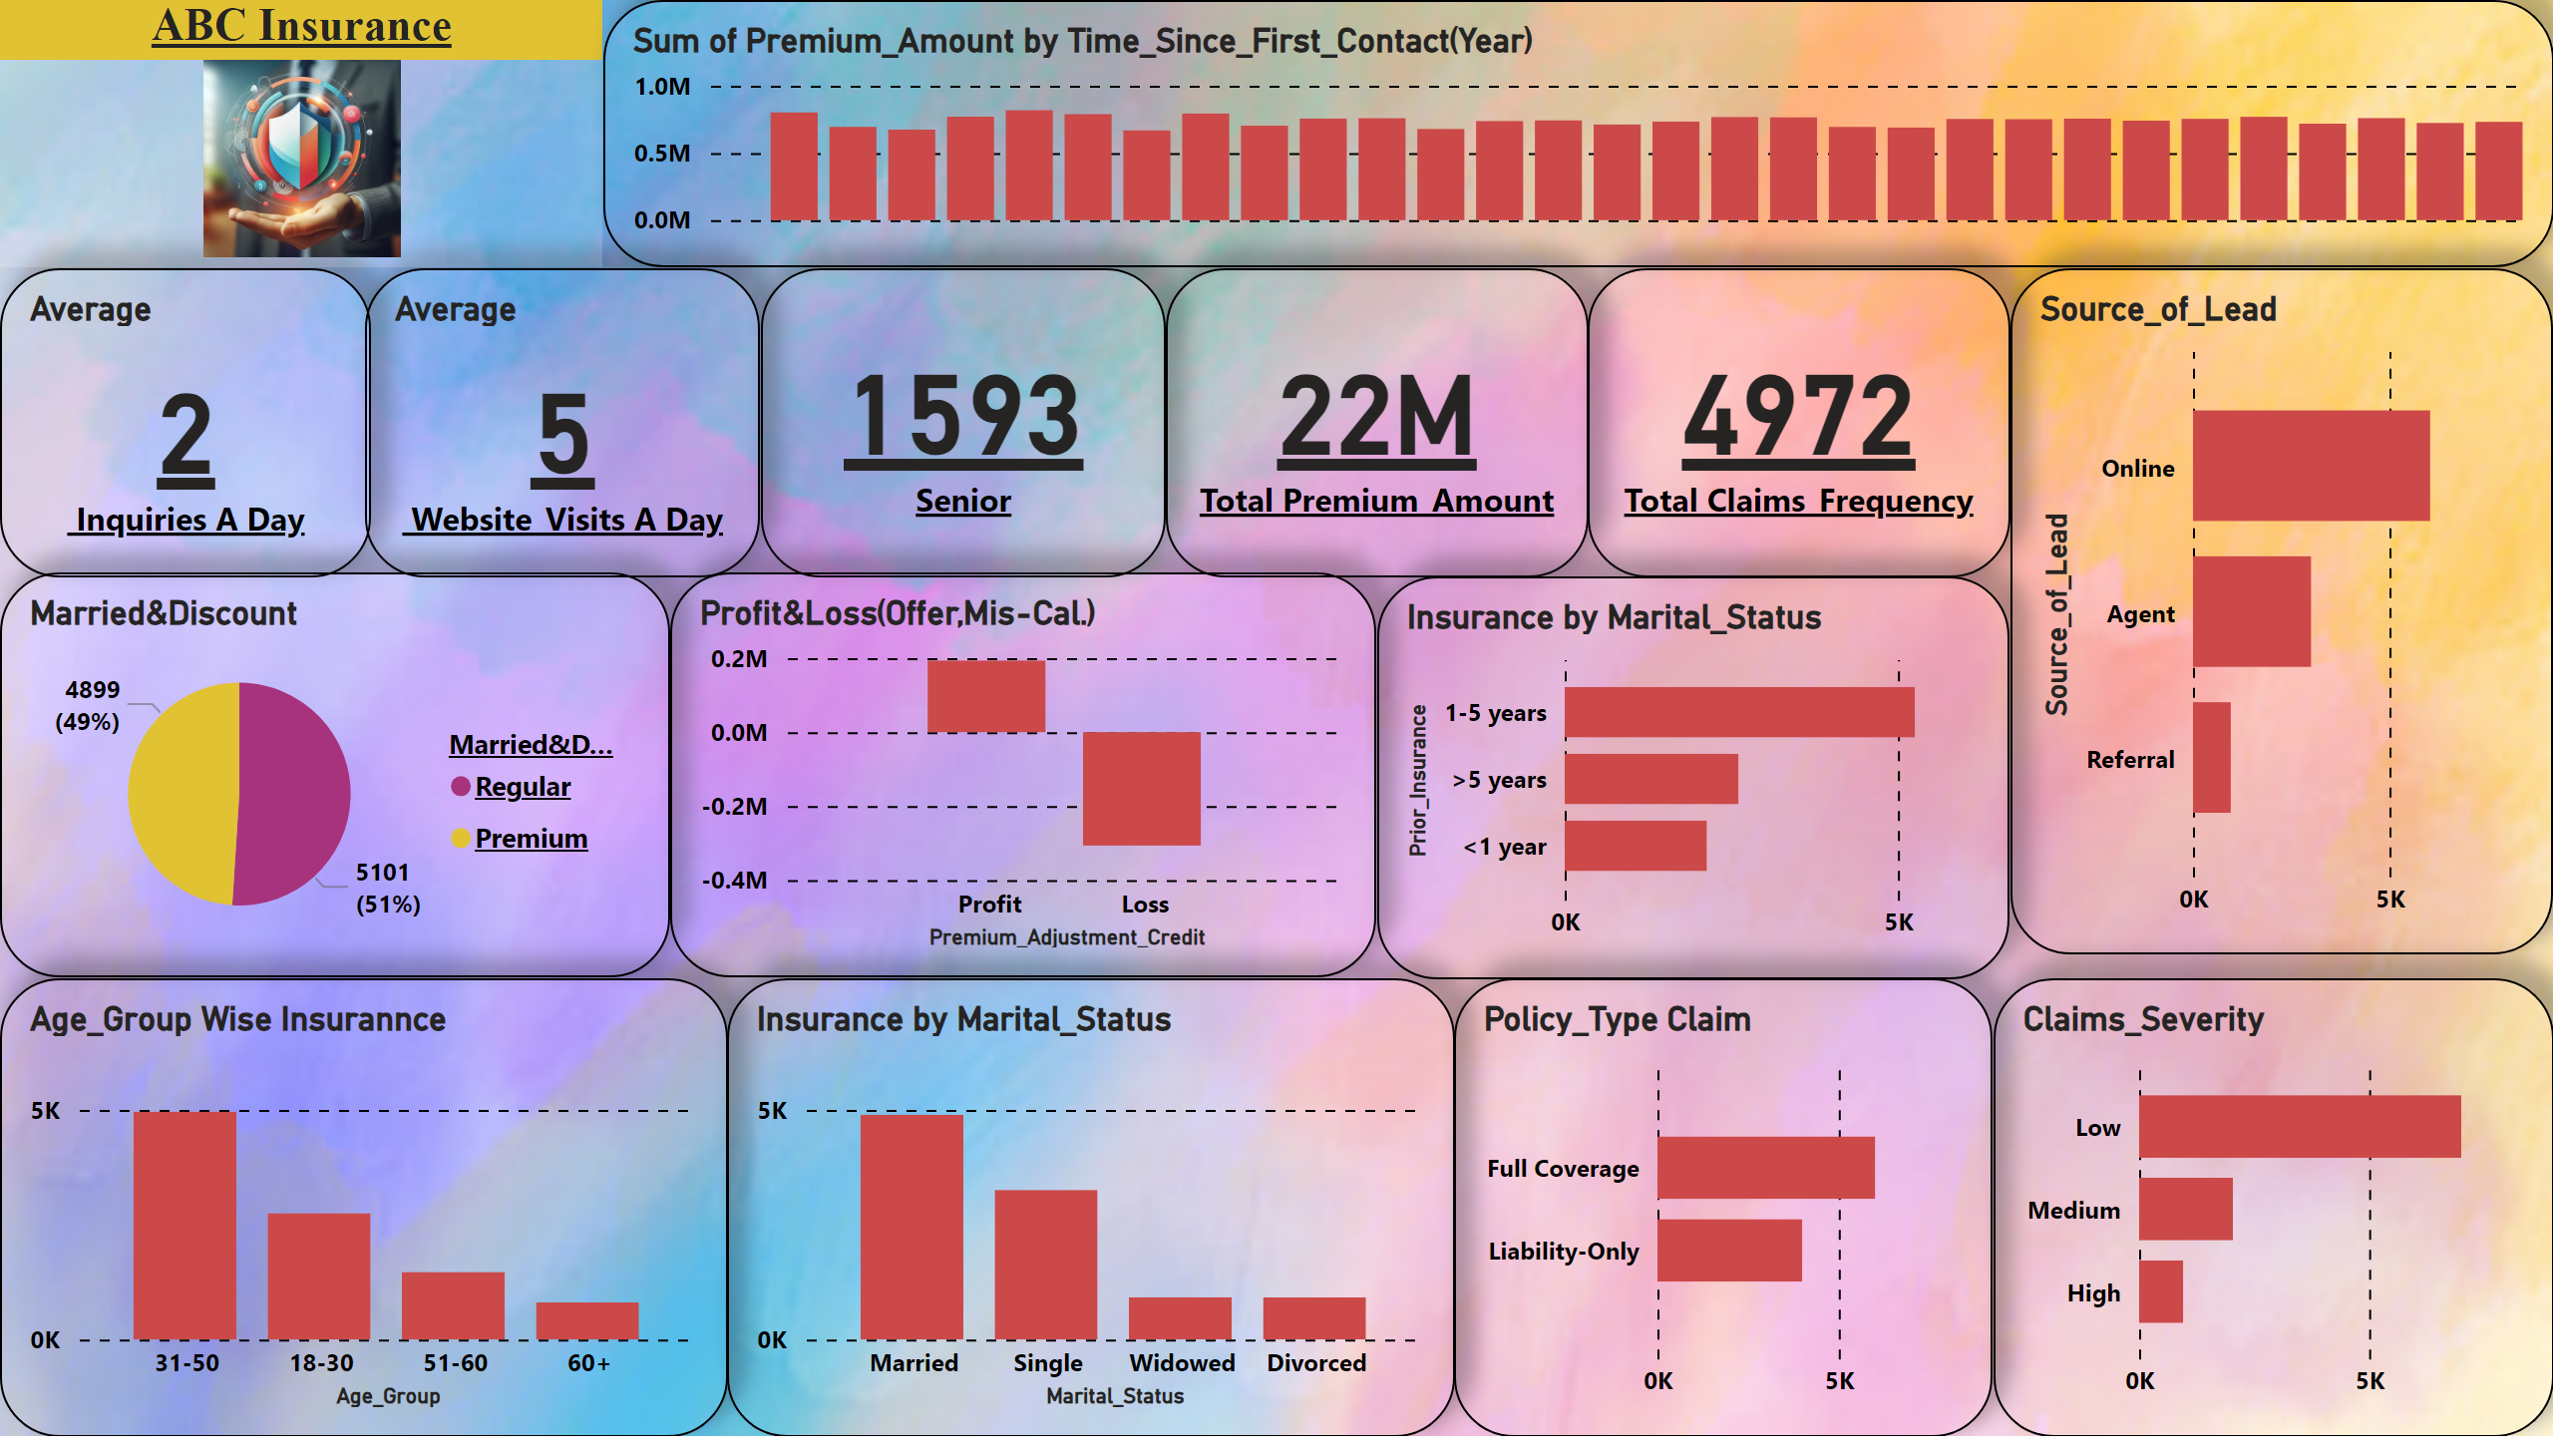 ABC Insurance
Sum of Premium_Amount by Time_Since_First_Contact(Year)
1.0M
0.5M
0.0M
Average
2
Inquiries A Day
Average
5
Website Visits A Day
1593
Senior
22M
Total Premium Amount
4972
Total Claims Frequency
Source_of_Lead
Source_of_Lead
Online
Agent
Referral
0K
5K
Married&Discount
4899
(49%)
5101
(51%)
Married&D...
Regular
Premium
Profit&Loss(Offer,Mis-Cal.)
0.2M
0.0M
-0.2M
-0.4M
Profit
Loss
Premium_Adjustment_Credit
Insurance by Marital_Status
Prior_Insurance
1-5 years
>5 years
<1 year
0K
5K
Age_Group Wise Insurannce
5K
0K
31-50
18-30
51-60
60+
Age_Group
Insurance by Marital_Status
5K
0K
Married
Single
Widowed
Divorced
Marital_Status
Policy_Type Claim
Full Coverage
Liability-Only
0K
5K
Claims_Severity
Low
Medium
High
0K
5K